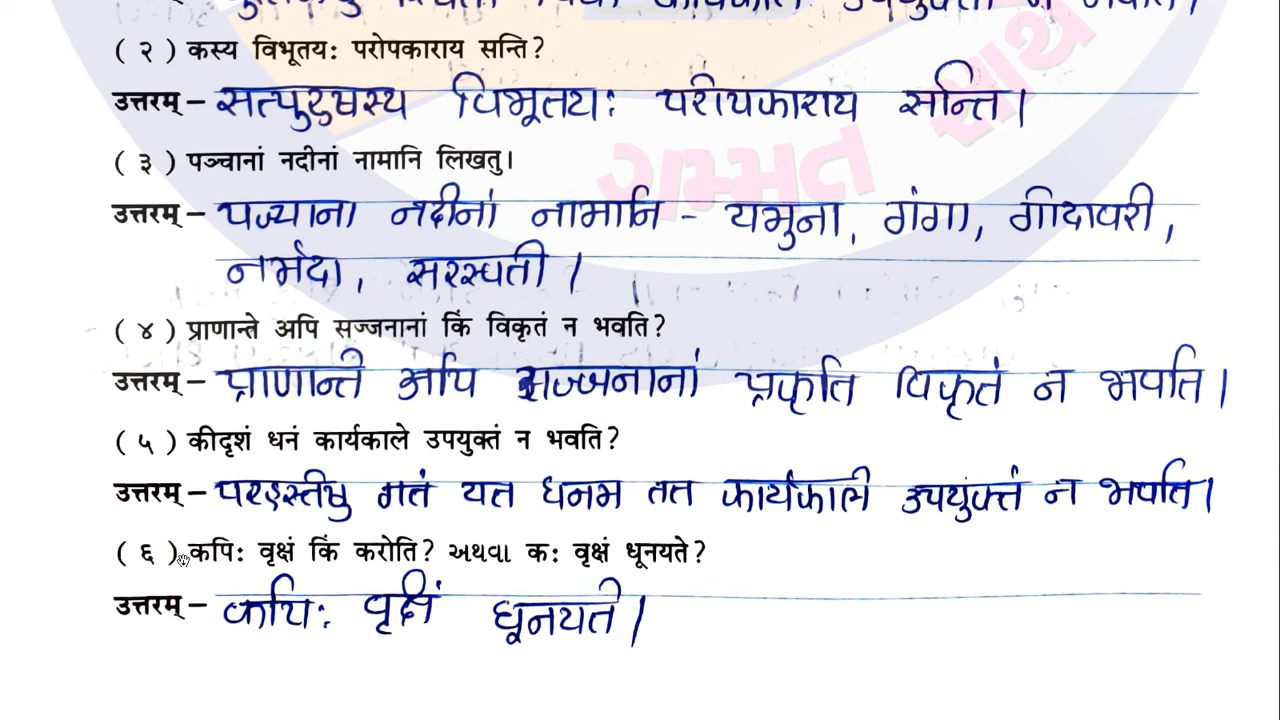 ( २ ) कस्य विभूतयः परोपकाराय सन्ति?
उत्तरम् – सत्पुरुषस्य विभूतयः परोपकाराय सन्ति।
( ३ ) पञ्चानां नदीनां नामानि लिखतु।
उत्तरम् – पञ्चाना नदीनां नामानि - यमुना, गंगा, गोदावरी,
नर्मदा, सरस्वती।
( ४ ) प्राणान्ते अपि सज्जनानां किं विकृतं न भवति?
उत्तरम् – प्राणान्ते अपि सज्जनानां प्रकृति विकृतं न भवति।
( ५ ) कीदृशं धनं कार्यकाले उपयुक्तं न भवति?
उत्तरम् – परहस्तेषु गतं यत धनम तत कार्यकाले उपयुक्तं न भवति।
( ६ ) कपिः वृक्षं किं करोति? અથવા कः वृक्षं धूनयते?
उत्तरम् – कपिः वृक्षं धूनयते।
ગમ્મત સાથે